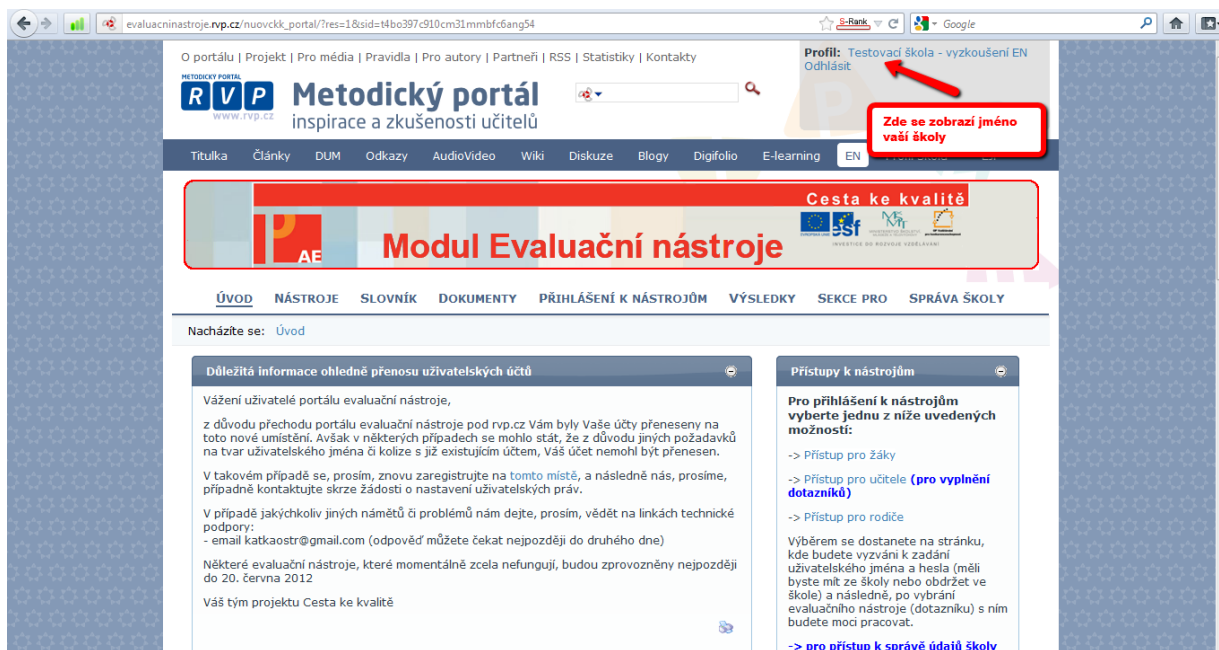 evaluacninastroje.rvp.cz/nuovckk_portal/?res=1&sid=t4bo397c910cm31mmbfc6ang54
S-Rank
Google
O portálu | Projekt | Pro média | Pravidla | Pro autory | Partneři | RSS | Statistiky | Kontakty
Profil: Testovací škola - vyzkoušení EN
Odhlásit
METODICKÝ PORTÁL
RVP
www.rvp.cz
Metodický portál
inspirace a zkušenosti učitelů
Zde se zobrazí jméno
vaší školy
Titulka Články DUM Odkazy AudioVideo Wiki Diskuze Blogy Digifolio E-learning EN
Cesta ke kvalitě
AE
Modul Evaluační nástroje
esf
INVESTICE DO ROZVOJE VZDĚLÁVÁNÍ
ÚVOD NÁSTROJE SLOVNÍK DOKUMENTY PŘIHLÁŠENÍ K NÁSTROJŮM VÝSLEDKY SEKCE PRO SPRÁVA ŠKOLY
Nacházíte se: Úvod
Důležitá informace ohledně přenosu uživatelských účtů
Vážení uživatelé portálu evaluační nástroje,
z důvodu přechodu portálu evaluační nástroje pod rvp.cz Vám byly Vaše účty přeneseny na
toto nové umístění. Avšak v některých případech se mohlo stát, že z důvodu jiných požadavků
na tvar uživatelského jména či kolize s již existujícím účtem, Váš účet nemohl být přenesen.
V takovém případě se, prosím, znovu zaregistrujte na tomto místě, a následně nás, prosíme,
případně kontaktujte skrze žádosti o nastavení uživatelských práv.
V případě jakýchkoliv jiných námětů či problémů nám dejte, prosím, vědět na linkách technické
podpory:
- email katkaostr@gmail.com (odpověď můžete čekat nejpozději do druhého dne)
Některé evaluační nástroje, které momentálně zcela nefungují, budou zprovozněny nejpozději
do 20. června 2012
Váš tým projektu Cesta ke kvalitě
Přístupy k nástrojům
Pro přihlášení k nástrojům
vyberte jednu z níže uvedených
možností:
-> Přístup pro žáky
-> Přístup pro učitele (pro vyplnění
dotazníků)
-> Přístup pro rodiče
Výběrem se dostanete na stránku,
kde budete vyzváni k zadání
uživatelského jména a hesla (měli
byste mít ze školy nebo obdržet ve
škole) a následně, po vybrání
evaluačního nástroje (dotazníku) s ním
budete moci pracovat.
-> pro přístup k správě údajů školy